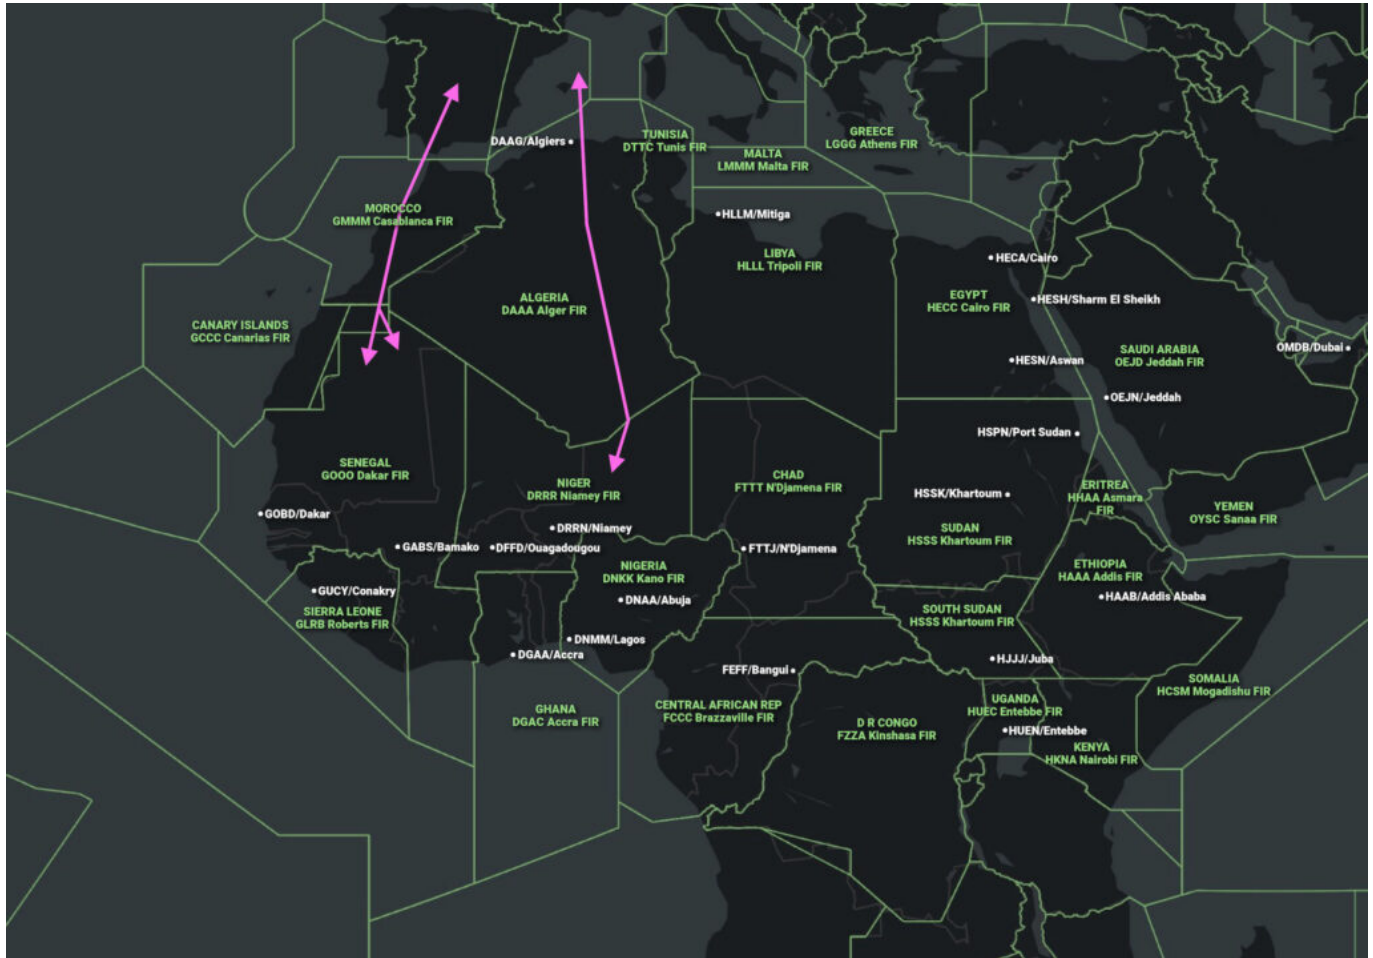 DAAG/Algiers
TUNISIA
DTTC Tunis FIR
GREECE
LGGG Athens FIR
MALTA
LMMM Malta FIR
MOROCCO
GMMM Casablanca FIR
HLLM/Mitiga
LIBYA
HLLL Tripoli FIR
HECA/Cairo
EGYPT
HECC Cairo FIR
HESH/Sharm El Sheikh
ALGERIA
DAAA Alger FIR
CANARY ISLANDS
GCCC Canarias FIR
HESN/Aswan
SAUDI ARABIA
OEJD Jeddah FIR
OMDB/Dubai
OEJN/Jeddah
HSPN/Port Sudan
SENEGAL
GOOO Dakar FIR
NIGER
DRRR Niamey FIR
CHAD
FTTT N'Djamena FIR
HSSK/Khartoum
ERITREA
HHAA Asmara
FIR
YEMEN
OYSC Sanaa FIR
GOBD/Dakar
DRRN/Niamey
SUDAN
HSSS Khartoum FIR
GABS/Bamako
DFFD/Ouagadougou
FTTJ/N'Djamena
NIGERIA
DNKK Kano FIR
ETHIOPIA
HAAA Addis FIR
GUCY/Conakry
DNAA/Abuja
HAAB/Addis Ababa
SIERRA LEONE
GLRB Roberts FIR
SOUTH SUDAN
HSSS Khartoum FIR
DNMM/Lagos
DGAA/Accra
HJJJ/Juba
FEFF/Bangui
SOMALIA
HCSM Mogadishu FIR
GHANA
DGAC Accra FIR
CENTRAL AFRICAN REP
FCCC Brazzaville FIR
UGANDA
HUEC Entebbe FIR
D R CONGO
FZZA Kinshasa FIR
HUEN/Entebbe
KENYA
HKNA Nairobi FIR